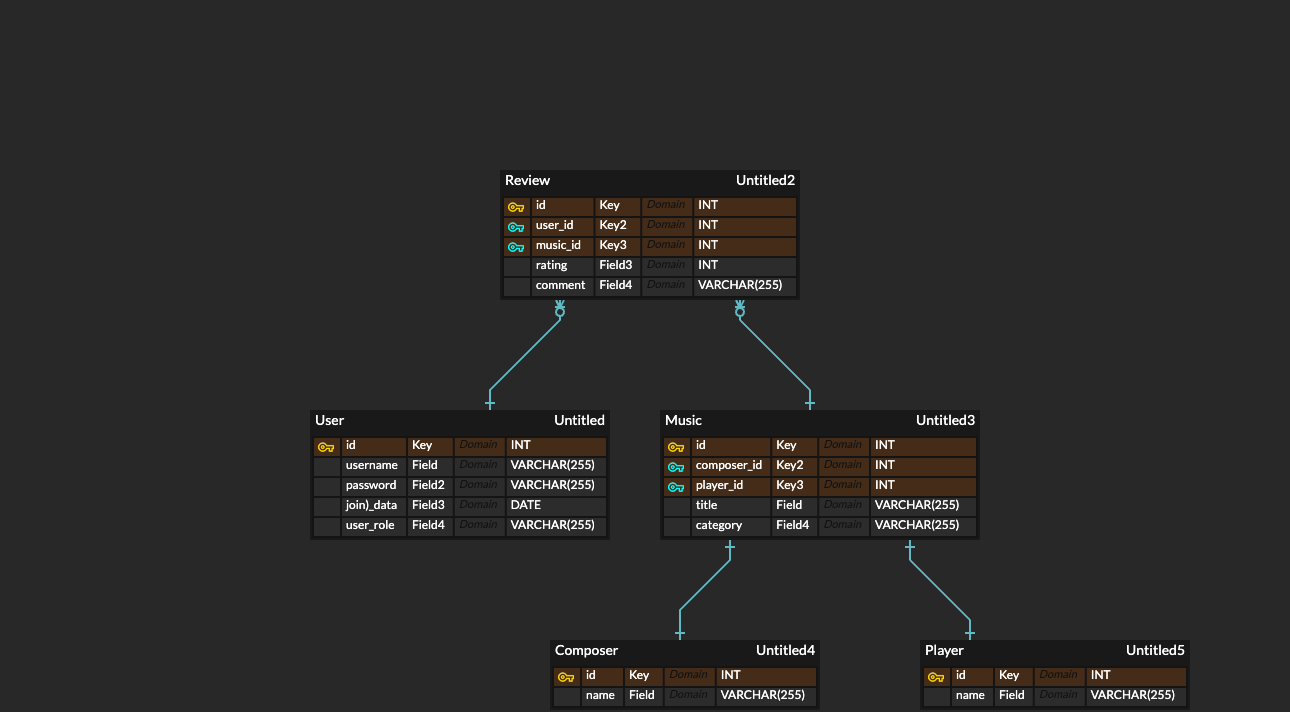 Review Untitled2
id Key Domain INT
user_id Key2 Domain INT
music_id Key3 Domain INT
rating Field3 Domain INT
comment Field4 Domain VARCHAR(255)
User Untitled
id Key Domain INT
username Field Domain VARCHAR(255)
password Field2 Domain VARCHAR(255)
join)_data Field3 Domain DATE
user_role Field4 Domain VARCHAR(255)
Music Untitled3
id Key Domain INT
composer_id Key2 Domain INT
player_id Key3 Domain INT
title Field Domain VARCHAR(255)
category Field4 Domain VARCHAR(255)
Composer Untitled4
id Key Domain INT
name Field Domain VARCHAR(255)
Player Untitled5
id Key Domain INT
name Field Domain VARCHAR(255)